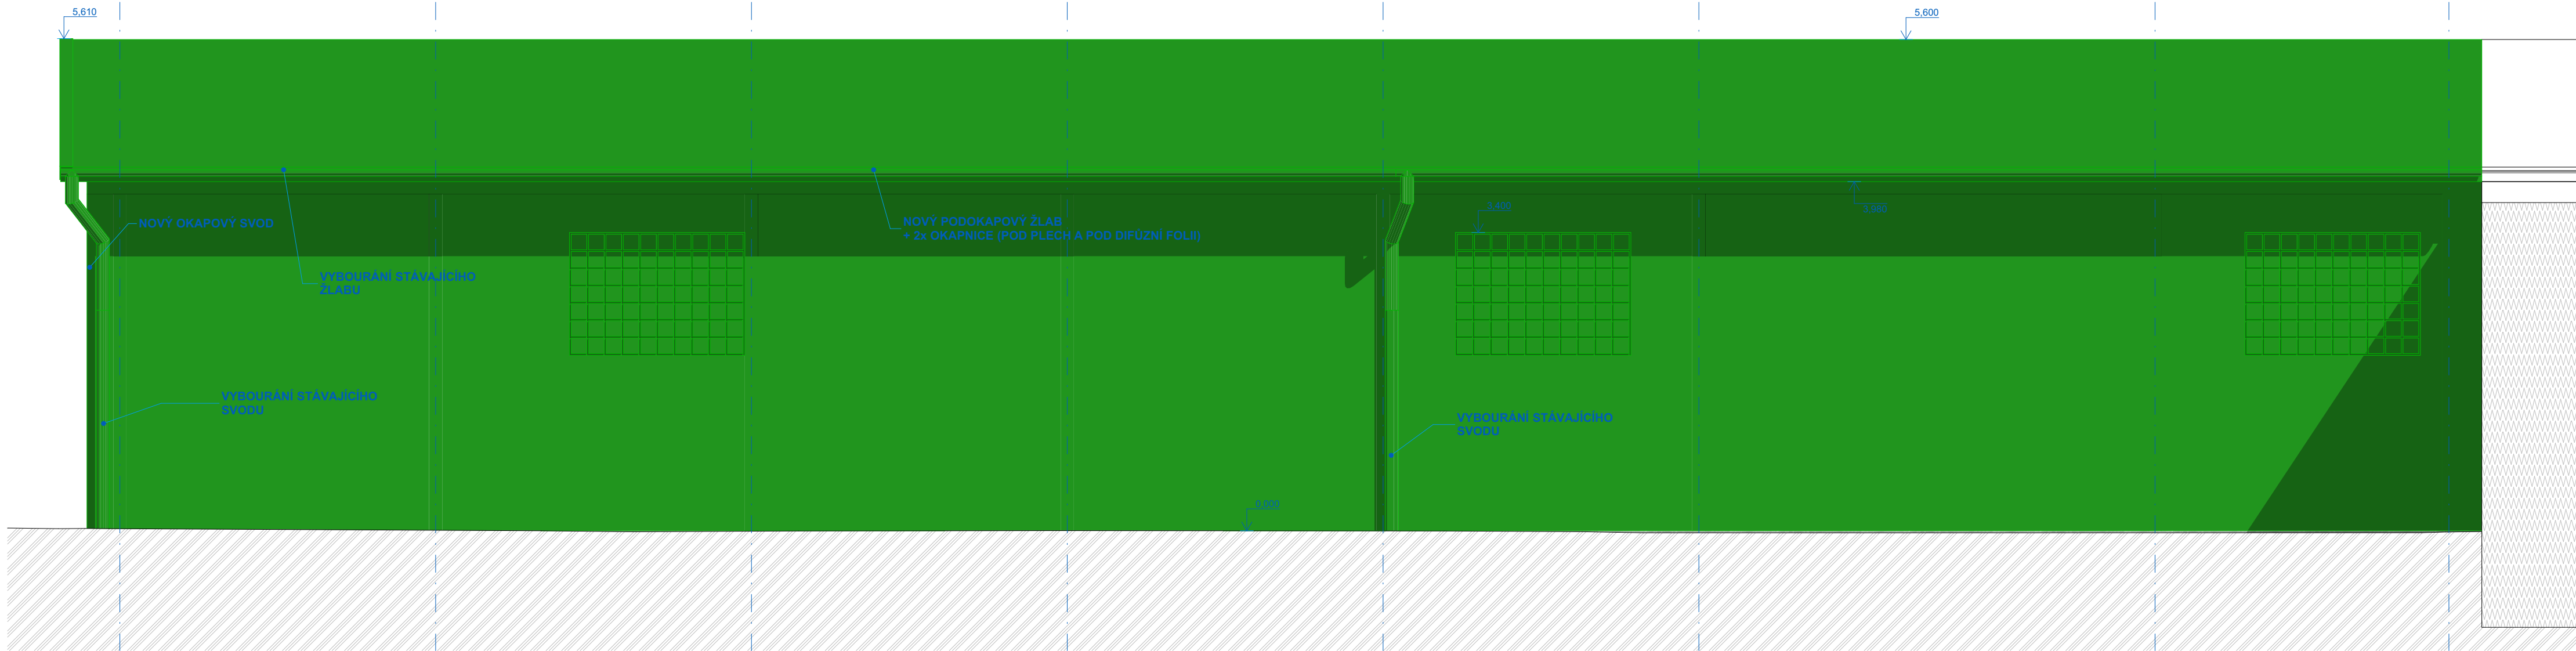 5,610
5,600
NOVÝ OKAPOVÝ SVOD
NOVÝ PODOKAPOVÝ ŽLAB
+ 2x OKAPNICE (POD PLECH A POD DIFÚZNÍ FOLII)
VYBOURÁNÍ STÁVAJÍCÍHO
ŽLABU
VYBOURÁNÍ STÁVAJÍCÍHO
SVODU
VYBOURÁNÍ STÁVAJÍCÍHO
SVODU
0,000